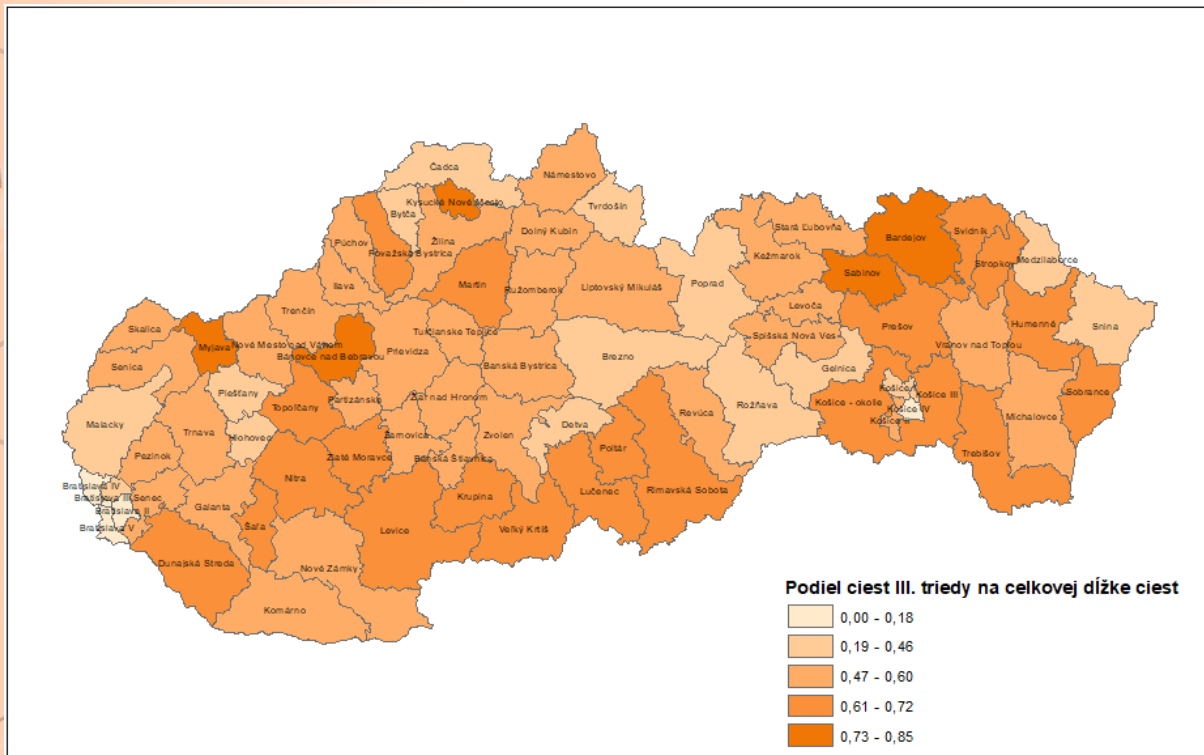 Čadca
Námestovo
Kysucké Nové Mesto
Tvrdošín
Bytča
Bardejov
Svidník
Stará Ľubovňa
Dolný Kubín
Púchov
Žilina
Považská Bystrica
Kežmarok
Stropkov
Medzilaborce
Sabinov
Ilava
Martin
Ružomberok
Liptovský Mikuláš
Poprad
Levoča
Trenčín
Humenné
Snina
Skalica
Turčianske Teplice
Prešov
Myjava
Nové Mesto nad Váhom
Bánovce nad Bebravou
Prievidza
Brezno
Spišská Nová Ves
Vranov nad Topľou
Senica
Banská Bystrica
Gelnica
Piešťany
Partizánske
Žiar nad Hronom
Košice I
Košice III
Sobrance
Topoľčany
Košice - okolie
Rožňava
Košice IV
Malacky
Hlohovec
Revúca
Michalovce
Košice II
Trnava
Žarnovica
Zvolen
Detva
Pezinok
Zlaté Moravce
Banská Štiavnica
Poltár
Trebišov
Nitra
Bratislava IV
Bratislava III
Senec
Krupina
Lučenec
Rimavská Sobota
Galanta
Bratislava II
Bratislava V
Šaľa
Levice
Veľký Krtíš
Dunajská Streda
Nové Zámky
Komárno
Podiel ciest III. triedy na celkovej dĺžke ciest
0,00 - 0,18
0,19 - 0,46
0,47 - 0,60
0,61 - 0,72
0,73 - 0,85